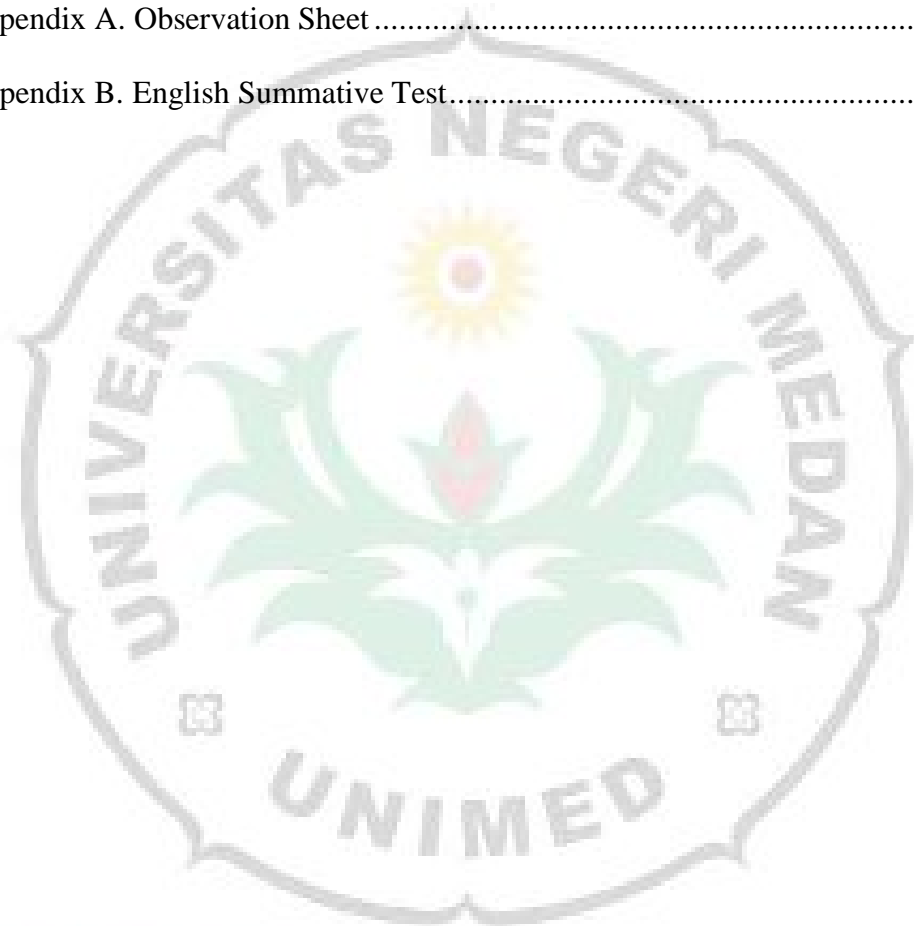 pendix A. Observation Sheet ....................................................................
pendix B. English Summative Test...........................................................
UNIVERSITAS NEGERI MEDAN
UNIMED